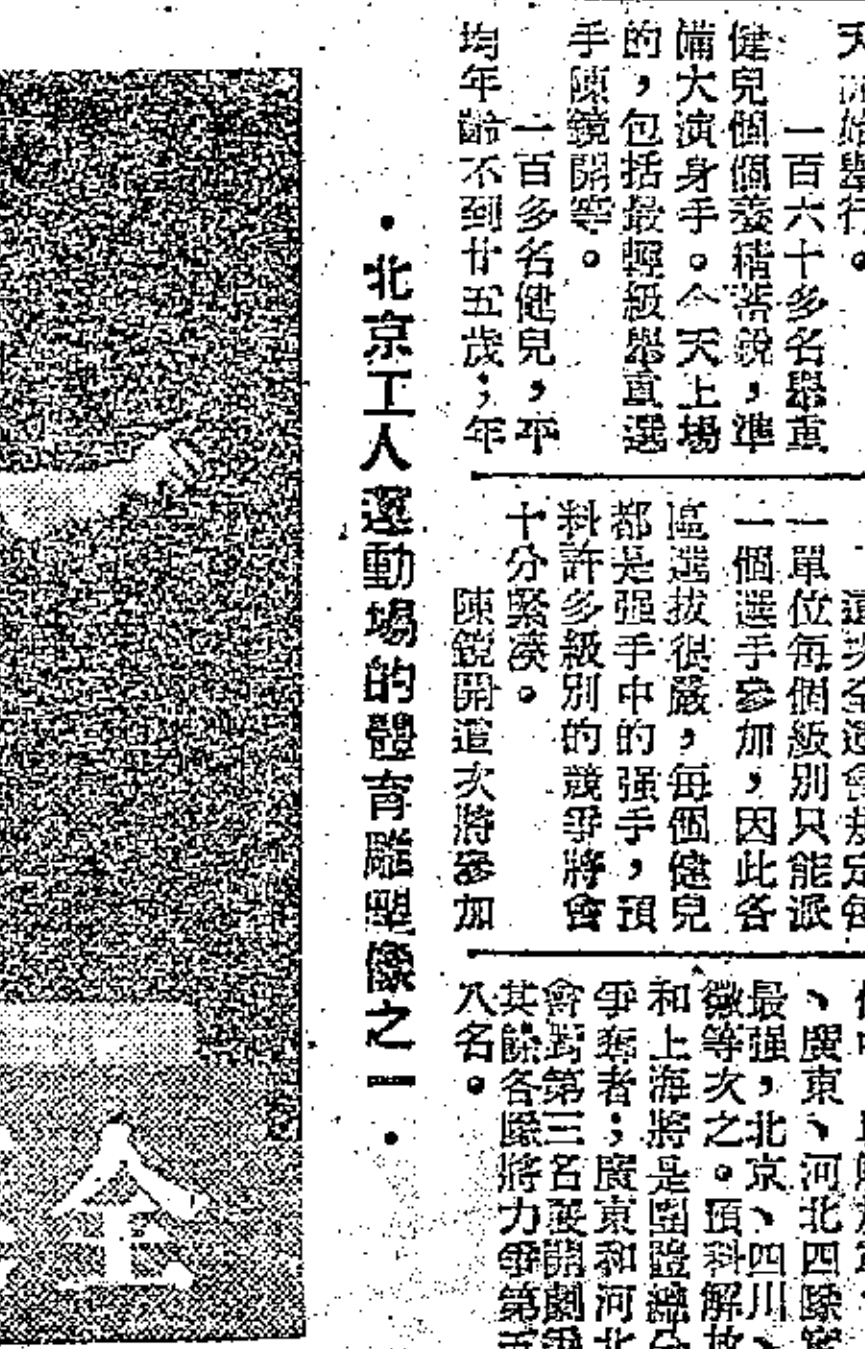 一百六十多名舉重
健兒個個養精蓄銳，準
備大演身手。今天上場
的，包括最輕級舉重選
手陳鏡開等。
一百多名健兒，平
均年齡不到廿五歲；年
一單位每個級別只能派
一個選手參加，因此各
區選拔很嚴，每個健兒
都是强手中的强手，預
料許多級別的競爭將會
十分緊湊。
陳鏡開這次將參加
、廣東、河北四隊實
最强，北京、四川、
徽等次之。預料解放
和上海將是團體總分
爭奪者；廣東和河北
會對第三名展開劇爭
其餘各隊將力爭第五
八名。
·北京工人運動場的體育雕塑像之一·
全